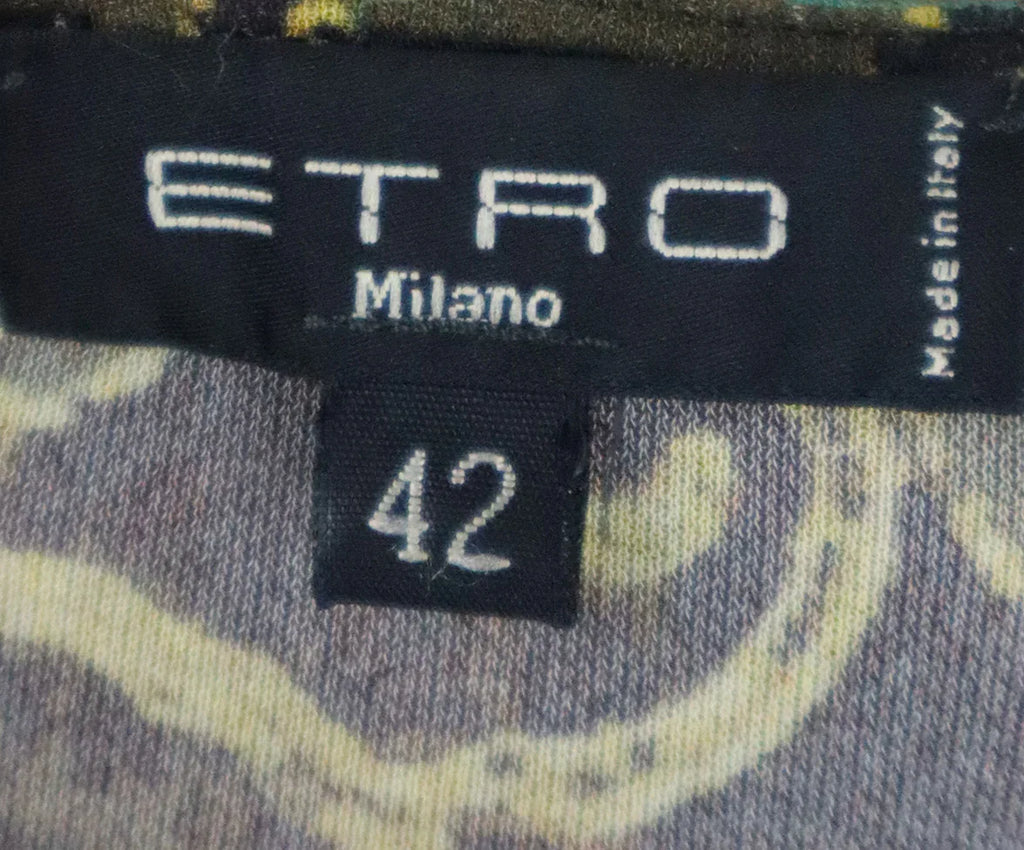 ETRO
Milano
Made in Italy
42